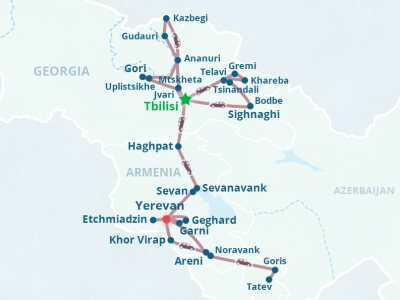 Kazbegi
Gudauri
Ananuri
GEORGIA
Gori
Telavi
Gremi
Mtskheta
Khareba
Uplistsikhe
Tsinandali
Jvari
Tbilisi
Bodbe
Sighnaghi
Haghpat
ARMENIA
Sevan
Sevanavank
AZERBAIJAN
Yerevan
Etchmiadzin
Geghard
Garni
Khor Virap
Noravank
Areni
Goris
Tatev